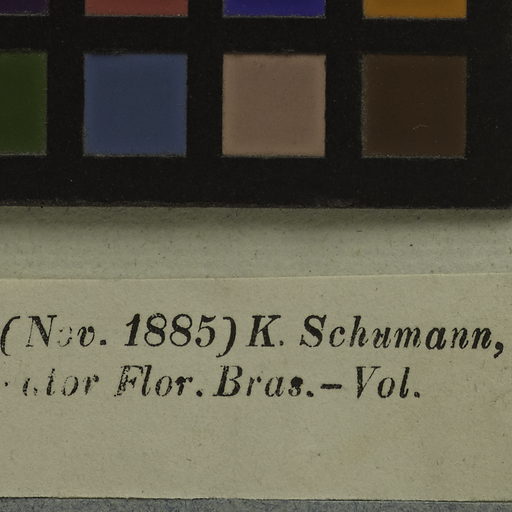 (Nov. 1885) K. Schumann,
Flor. Bras.—Vol.